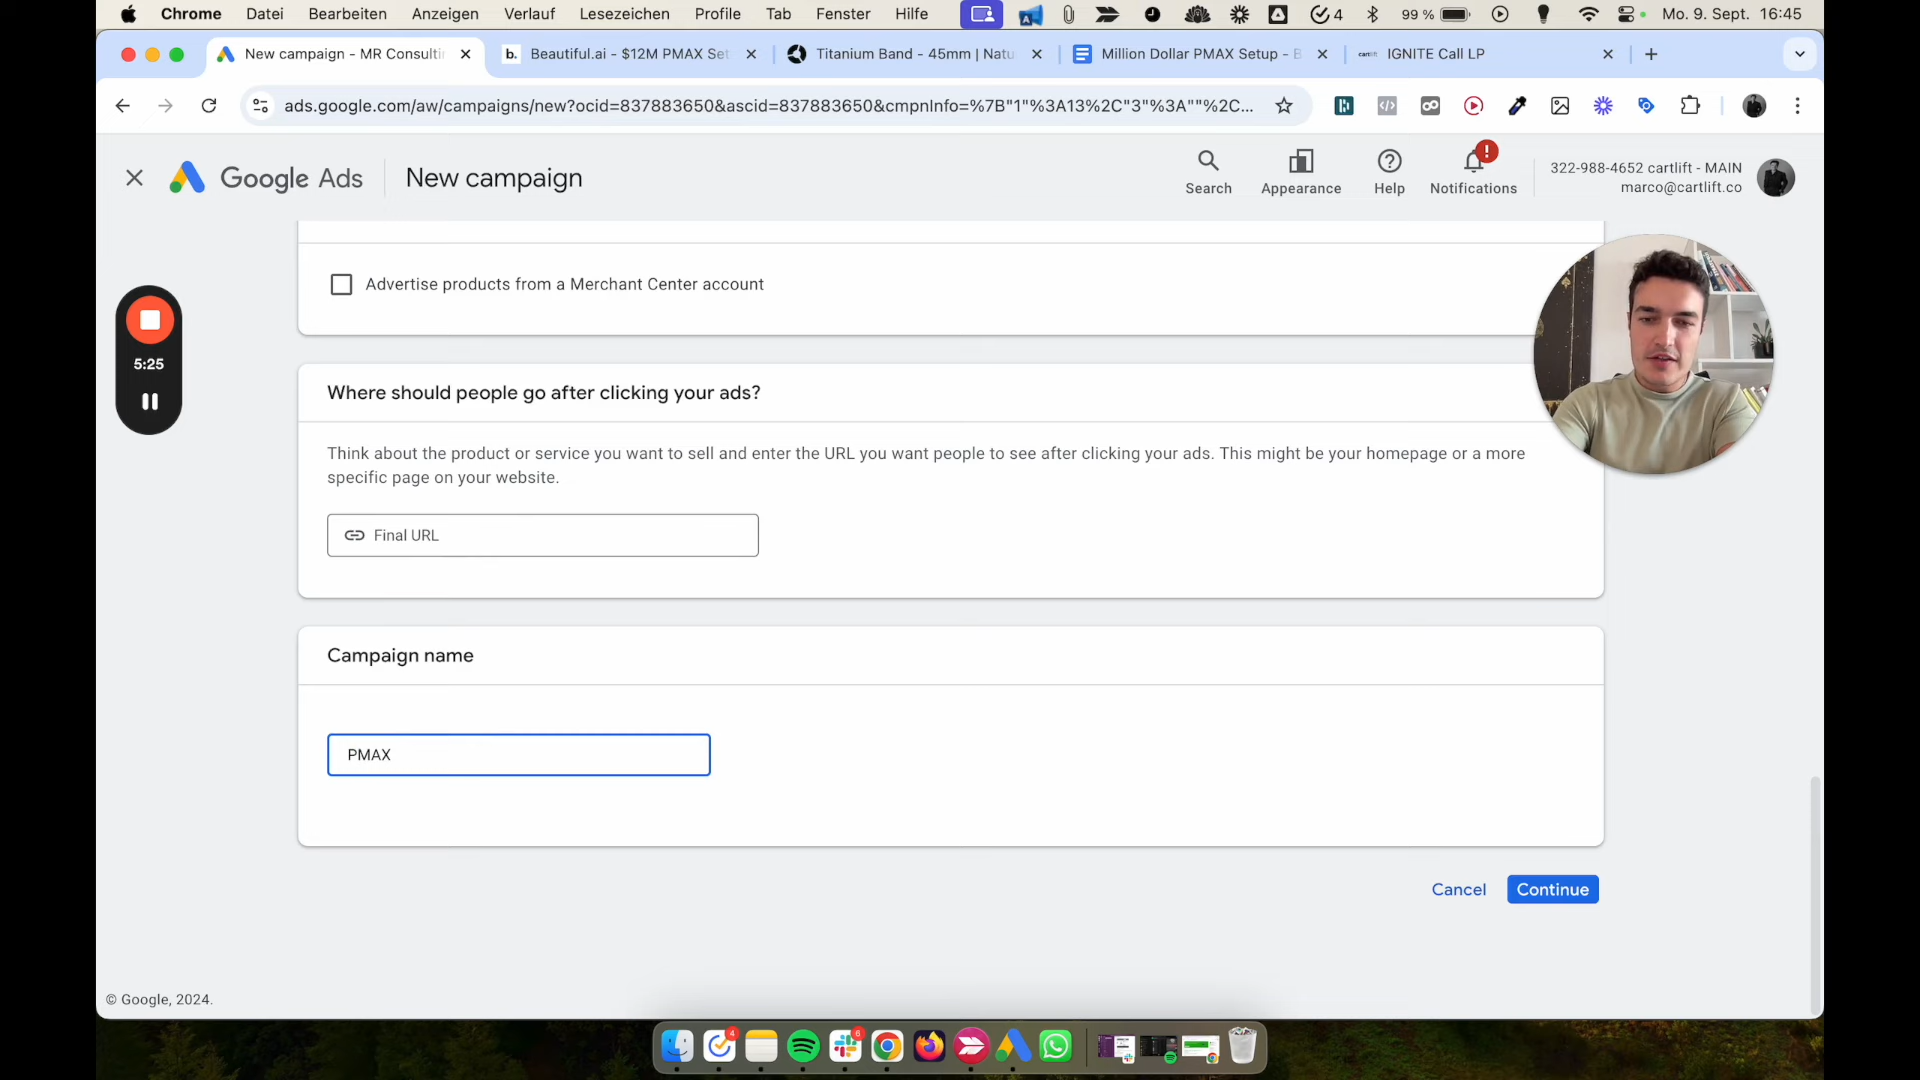 Chrome Datei Bearbeiten Anzeigen Verlauf Lesezeichen Profile Tab Fenster Hilfe 4 99 % Mo. 9. Sept. 16:45
New campaign - MR Consultin b. Beautiful.ai - $12M PMAX Set Titanium Band - 45mm | Natu Million Dollar PMAX Setup - B cartlift IGNITE Call LP
ads.google.com/aw/campaigns/new?ocid=837883650&ascid=837883650&cmpnInfo=%7B"1"%3A13%2C"3"%3A""%2C...
Google Ads New campaign
Search Appearance Help Notifications
322-988-4652 cartlift - MAIN
marco@cartlift.co
Advertise products from a Merchant Center account
5:25
Where should people go after clicking your ads?
Think about the product or service you want to sell and enter the URL you want people to see after clicking your ads. This might be your homepage or a more
specific page on your website.
Final URL
Campaign name
PMAX
Cancel Continue
© Google, 2024.
4 6